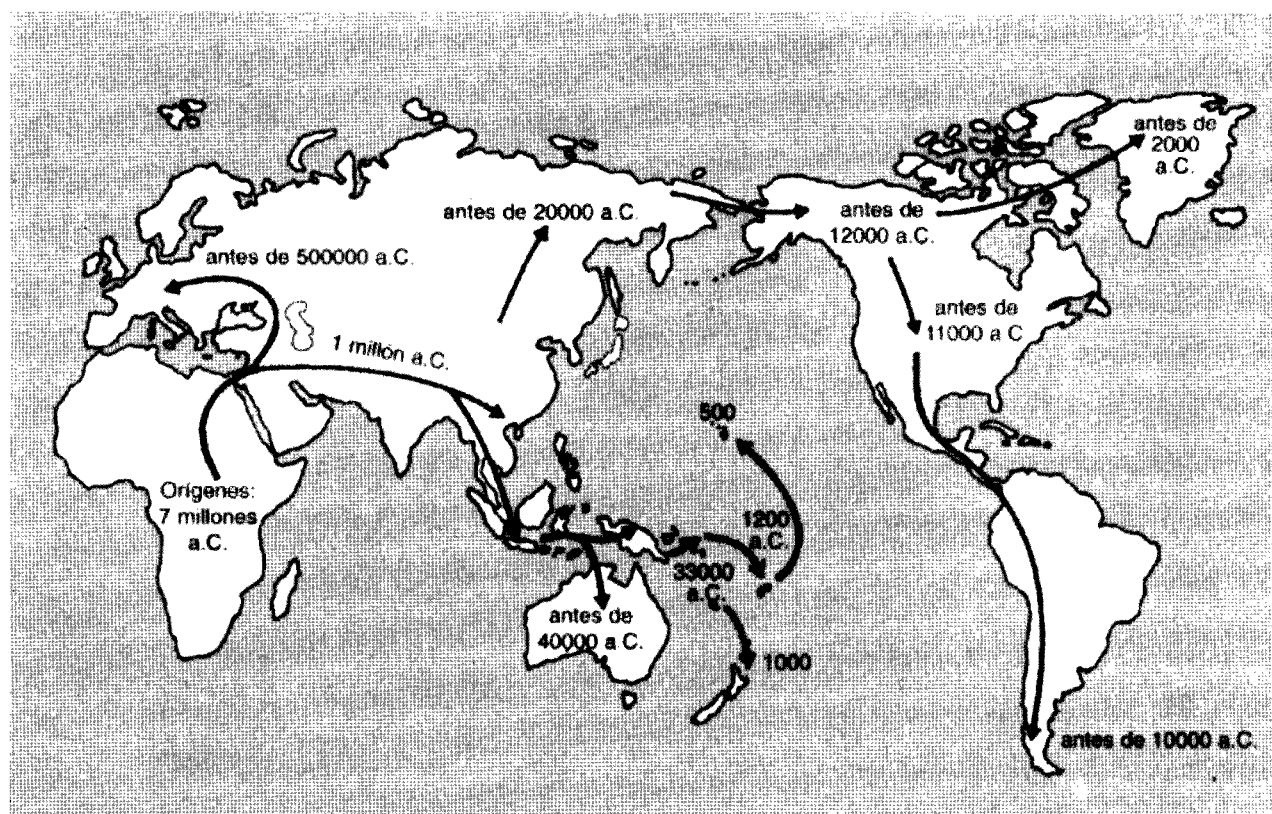 antes de
2000
a.C.
antes de 20000 a.C.
antes de
12000 a.C.
antes de 500000 a.C.
antes de
11000 a C
1 millón a.C.
500
Orígenes:
7 millones
a.C.
1200
a.C.
33000
a.C.
antes de
40000 a C.
1000
antes de 10000 a.C.